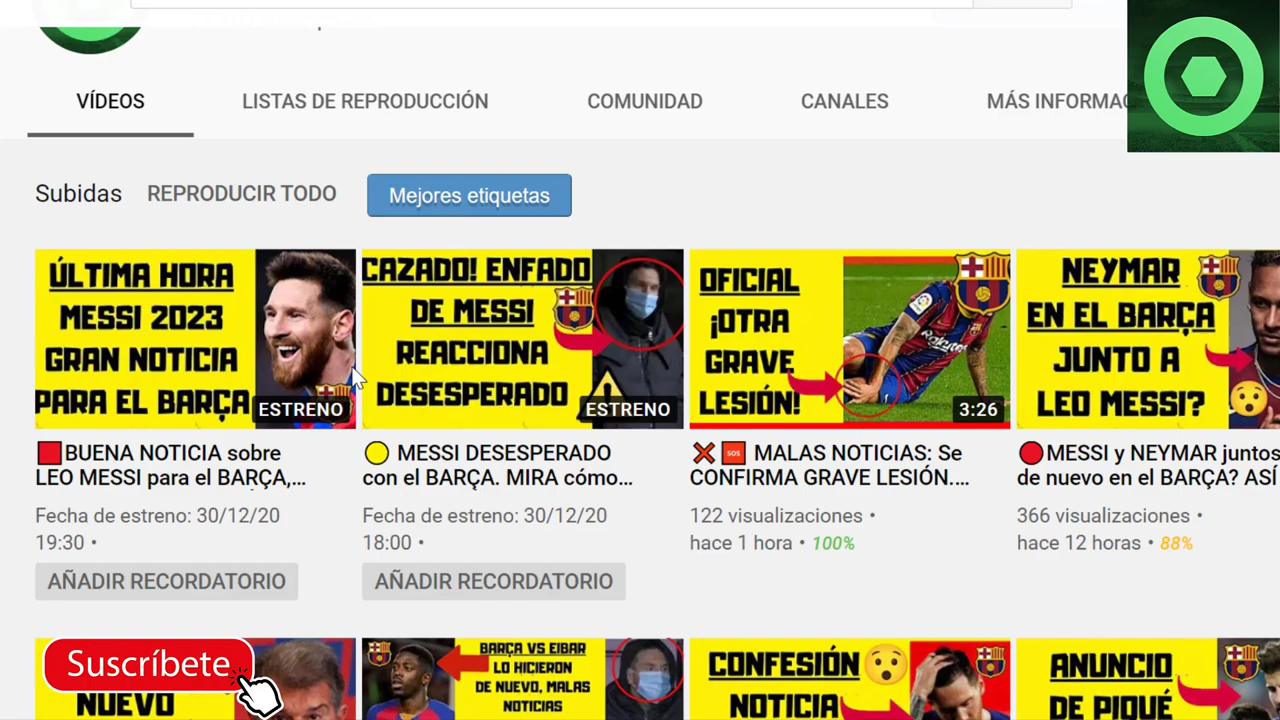 VÍDEOS
LISTAS DE REPRODUCCIÓN
COMUNIDAD
CANALES
MÁS INFORMAC
Subidas
REPRODUCIR TODO
Mejores etiquetas
ÚLTIMA HORA
MESSI 2023
GRAN NOTICIA
PARA EL BARÇA
ESTRENO
BUENA NOTICIA sobre
LEO MESSI para el BARÇA,...
Fecha de estreno: 30/12/20
19:30 •
AÑADIR RECORDATORIO
CAZADO! ENFADO
DE MESSI
REACCIONA
DESESPERADO
ESTRENO
MESSI DESESPERADO
con el BARÇA. MIRA cómo...
Fecha de estreno: 30/12/20
18:00 •
AÑADIR RECORDATORIO
OFICIAL
¡OTRA
GRAVE
LESIÓN!
Rakuten
3:26
SOS MALAS NOTICIAS: Se
CONFIRMA GRAVE LESIÓN....
122 visualizaciones •
hace 1 hora • 100%
NEYMAR
EN EL BARÇA
JUNTO A
LEO MESSI?
MESSI y NEYMAR juntos
de nuevo en el BARÇA? ASÍ
366 visualizaciones •
hace 12 horas • 88%
Suscríbete
NUEVO
BARÇA VS EIBAR
LO HICIERON
DE NUEVO, MALAS
NOTICIAS
CONFESIÓN
NOTICIA
ANUNCIO
DE PIQUÉ